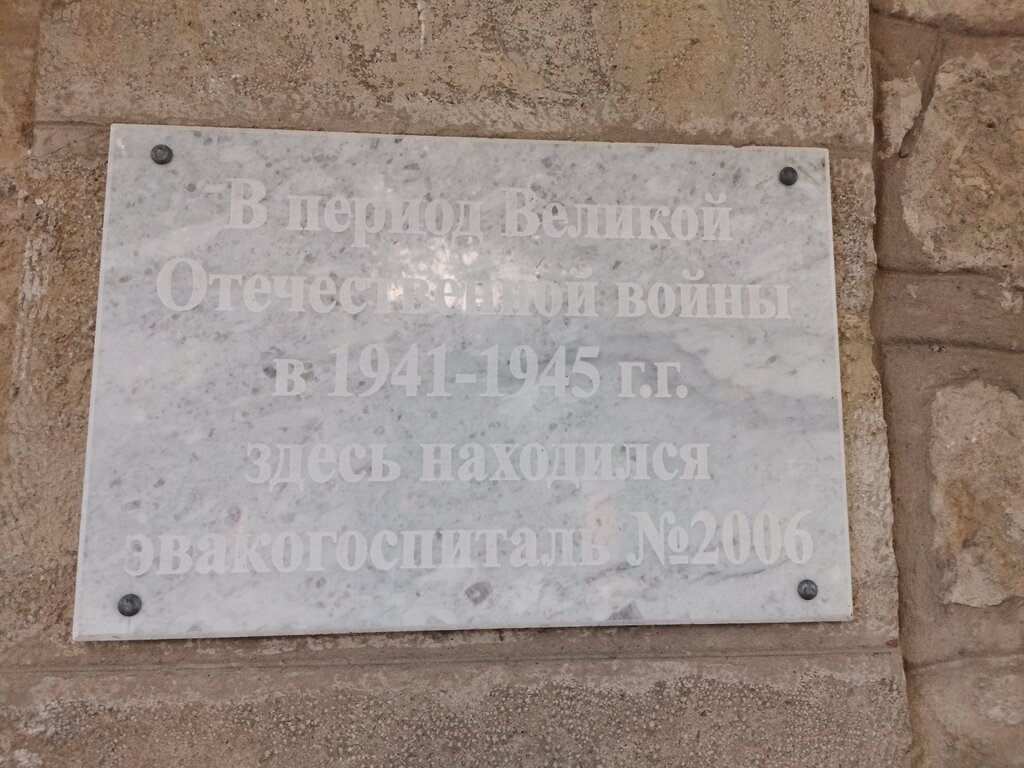 В период Великой
Отечественной войны
в 1941-1945 г.г.
здесь находился
эвакогоспиталь №2006